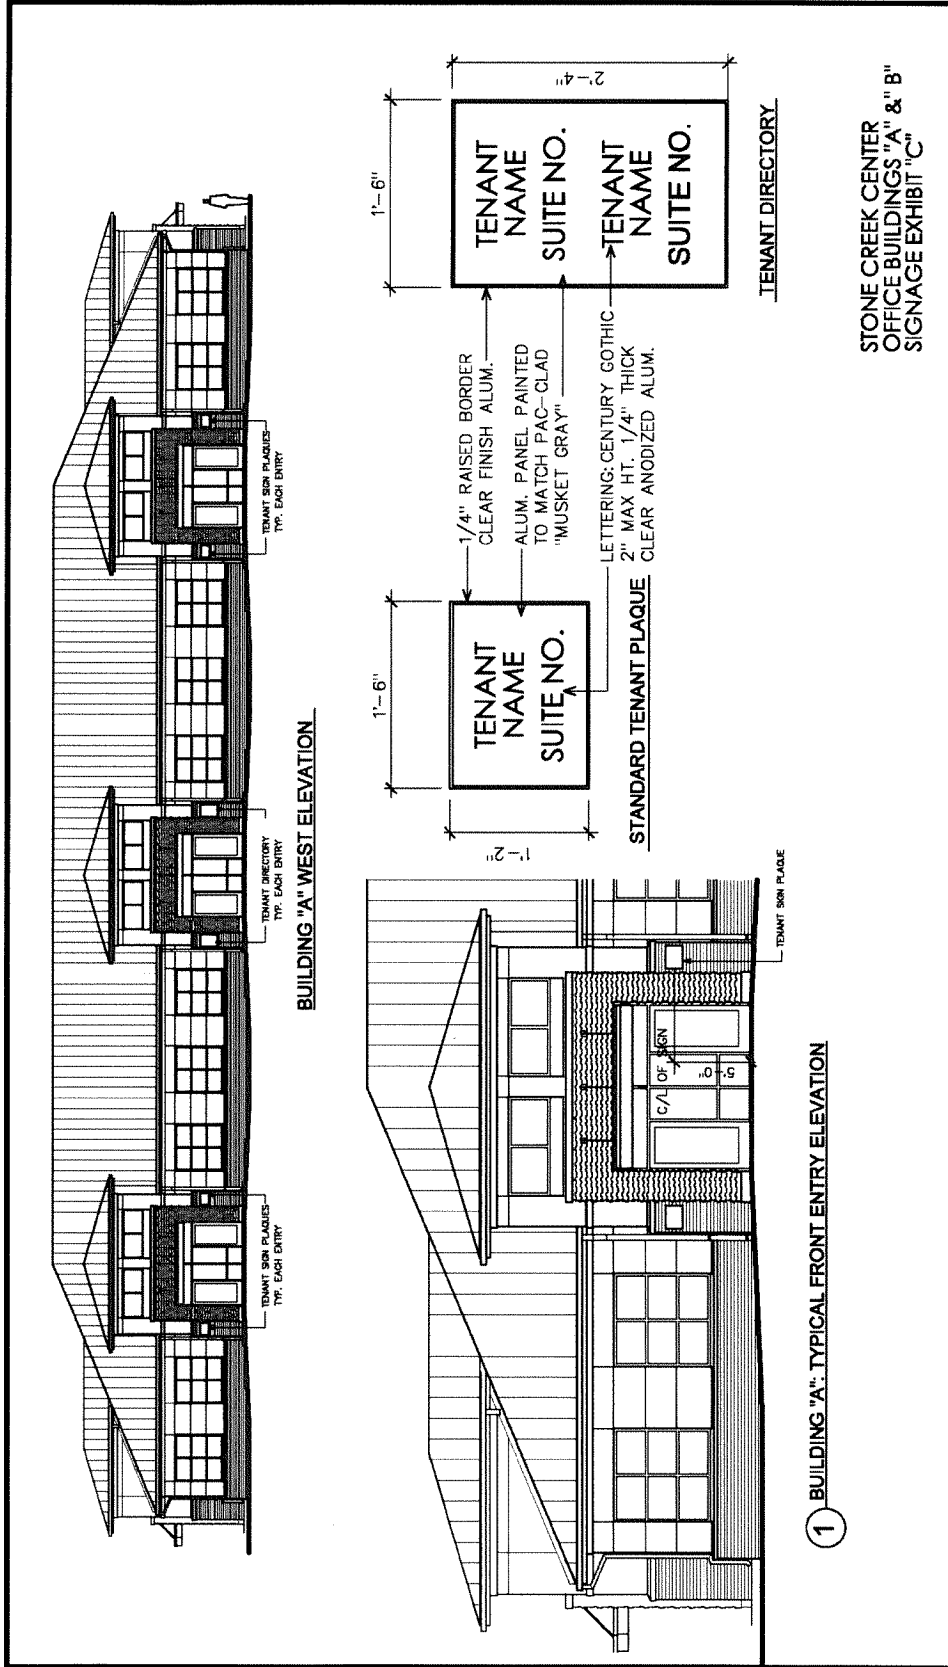 TENANT SIGN PLAQUES
TYP. EACH ENTRY
TENANT DIRECTORY
TYP. EACH ENTRY
TENANT SIGN PLAQUES
TYP. EACH ENTRY
BUILDING "A" WEST ELEVATION
C/L OF SIGN
5'-0"
TENANT SIGN PLAQUE
1 BUILDING "A": TYPICAL FRONT ENTRY ELEVATION
1'-6"
1'-2"
TENANT
NAME
SUITE NO.
STANDARD TENANT PLAQUE
1/4" RAISED BORDER
CLEAR FINISH ALUM.
ALUM. PANEL PAINTED
TO MATCH PAC-CLAD
"MUSKET GRAY"
LETTERING: CENTURY GOTHIC
2" MAX HT. 1/4" THICK
CLEAR ANODIZED ALUM.
1'-6"
2'-4"
TENANT
NAME
SUITE NO.
TENANT
NAME
SUITE NO.
TENANT DIRECTORY
STONE CREEK CENTER
OFFICE BUILDINGS "A" & "B"
SIGNAGE EXHIBIT "C"